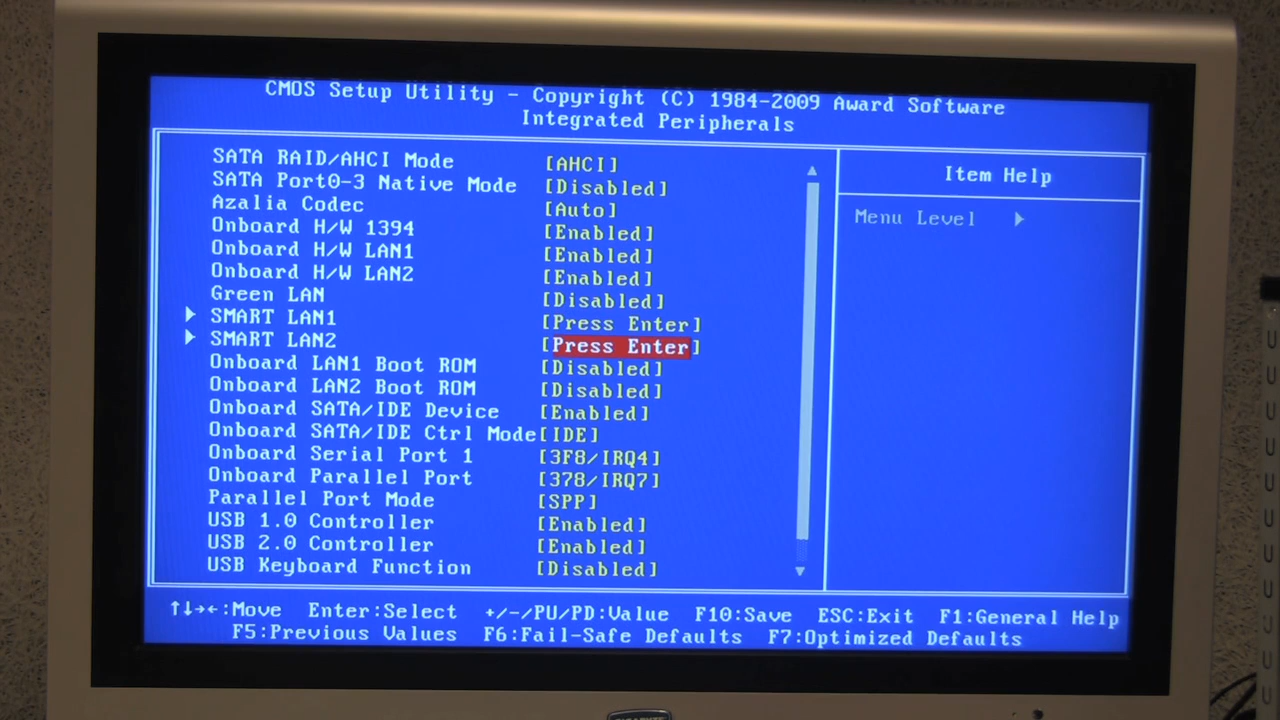 CMOS Setup Utility - Copyright (C) 1984-2009 Award Software
Integrated Peripherals
SATA RAID/AHCI Mode [AHCI]
SATA Port0-3 Native Mode [Disabled]
Azalia Codec [Auto]
Onboard H/W 1394 [Enabled]
Onboard H/W LAN1 [Enabled]
Onboard H/W LAN2 [Enabled]
Green LAN [Disabled]
SMART LAN1 [Press Enter]
SMART LAN2 [Press Enter]
Onboard LAN1 Boot ROM [Disabled]
Onboard LAN2 Boot ROM [Disabled]
Onboard SATA/IDE Device [Enabled]
Onboard SATA/IDE Ctrl Mode[IDE]
Onboard Serial Port 1 [3F8/IRQ4]
Onboard Parallel Port [378/IRQ7]
Parallel Port Mode [SPP]
USB 1.0 Controller [Enabled]
USB 2.0 Controller [Enabled]
USB Keyboard Function [Disabled]
Item Help
Menu Level
↑↓→←:Move Enter:Select +/-/PU/PD:Value F10:Save ESC:Exit F1:General Help
F5:Previous Values F6:Fail-Safe Defaults F7:Optimized Defaults